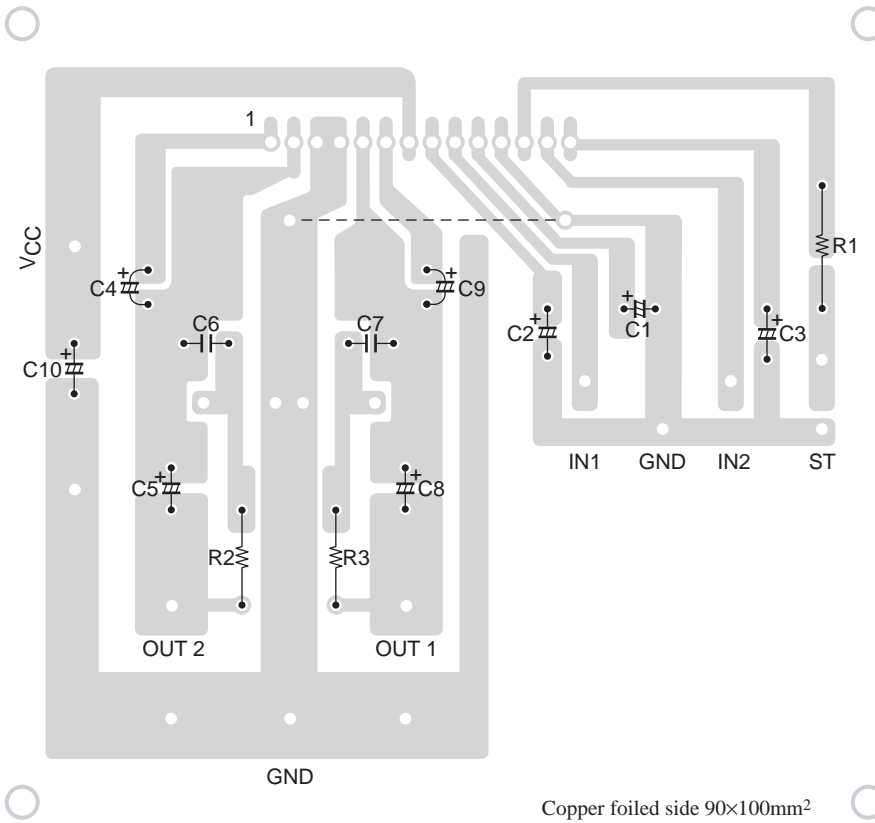 1
VCC
R1
+
C4
+
C9
C6
C7
+
C1
+
C2
+
C3
+
C10
IN1
GND
IN2
ST
+
C5
+
C8
R2
R3
OUT 2
OUT 1
GND
Copper foiled side 90×100mm²